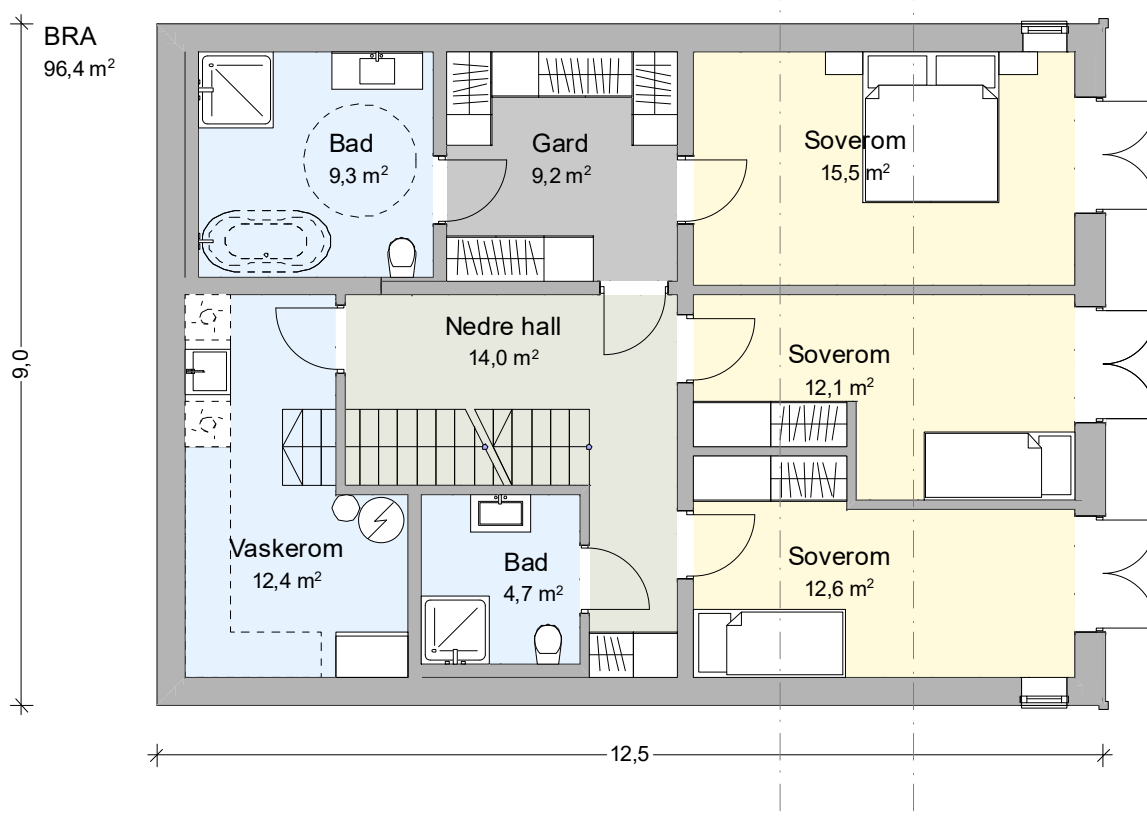 BRA
96,4 m²
Bad
9,3 m²
Gard
9,2 m²
Soverom
15,5 m²
Nedre hall
14,0 m²
Soverom
12,1 m²
9,0
Vaskerom
12,4 m²
Bad
4,7 m²
Soverom
12,6 m²
12,5